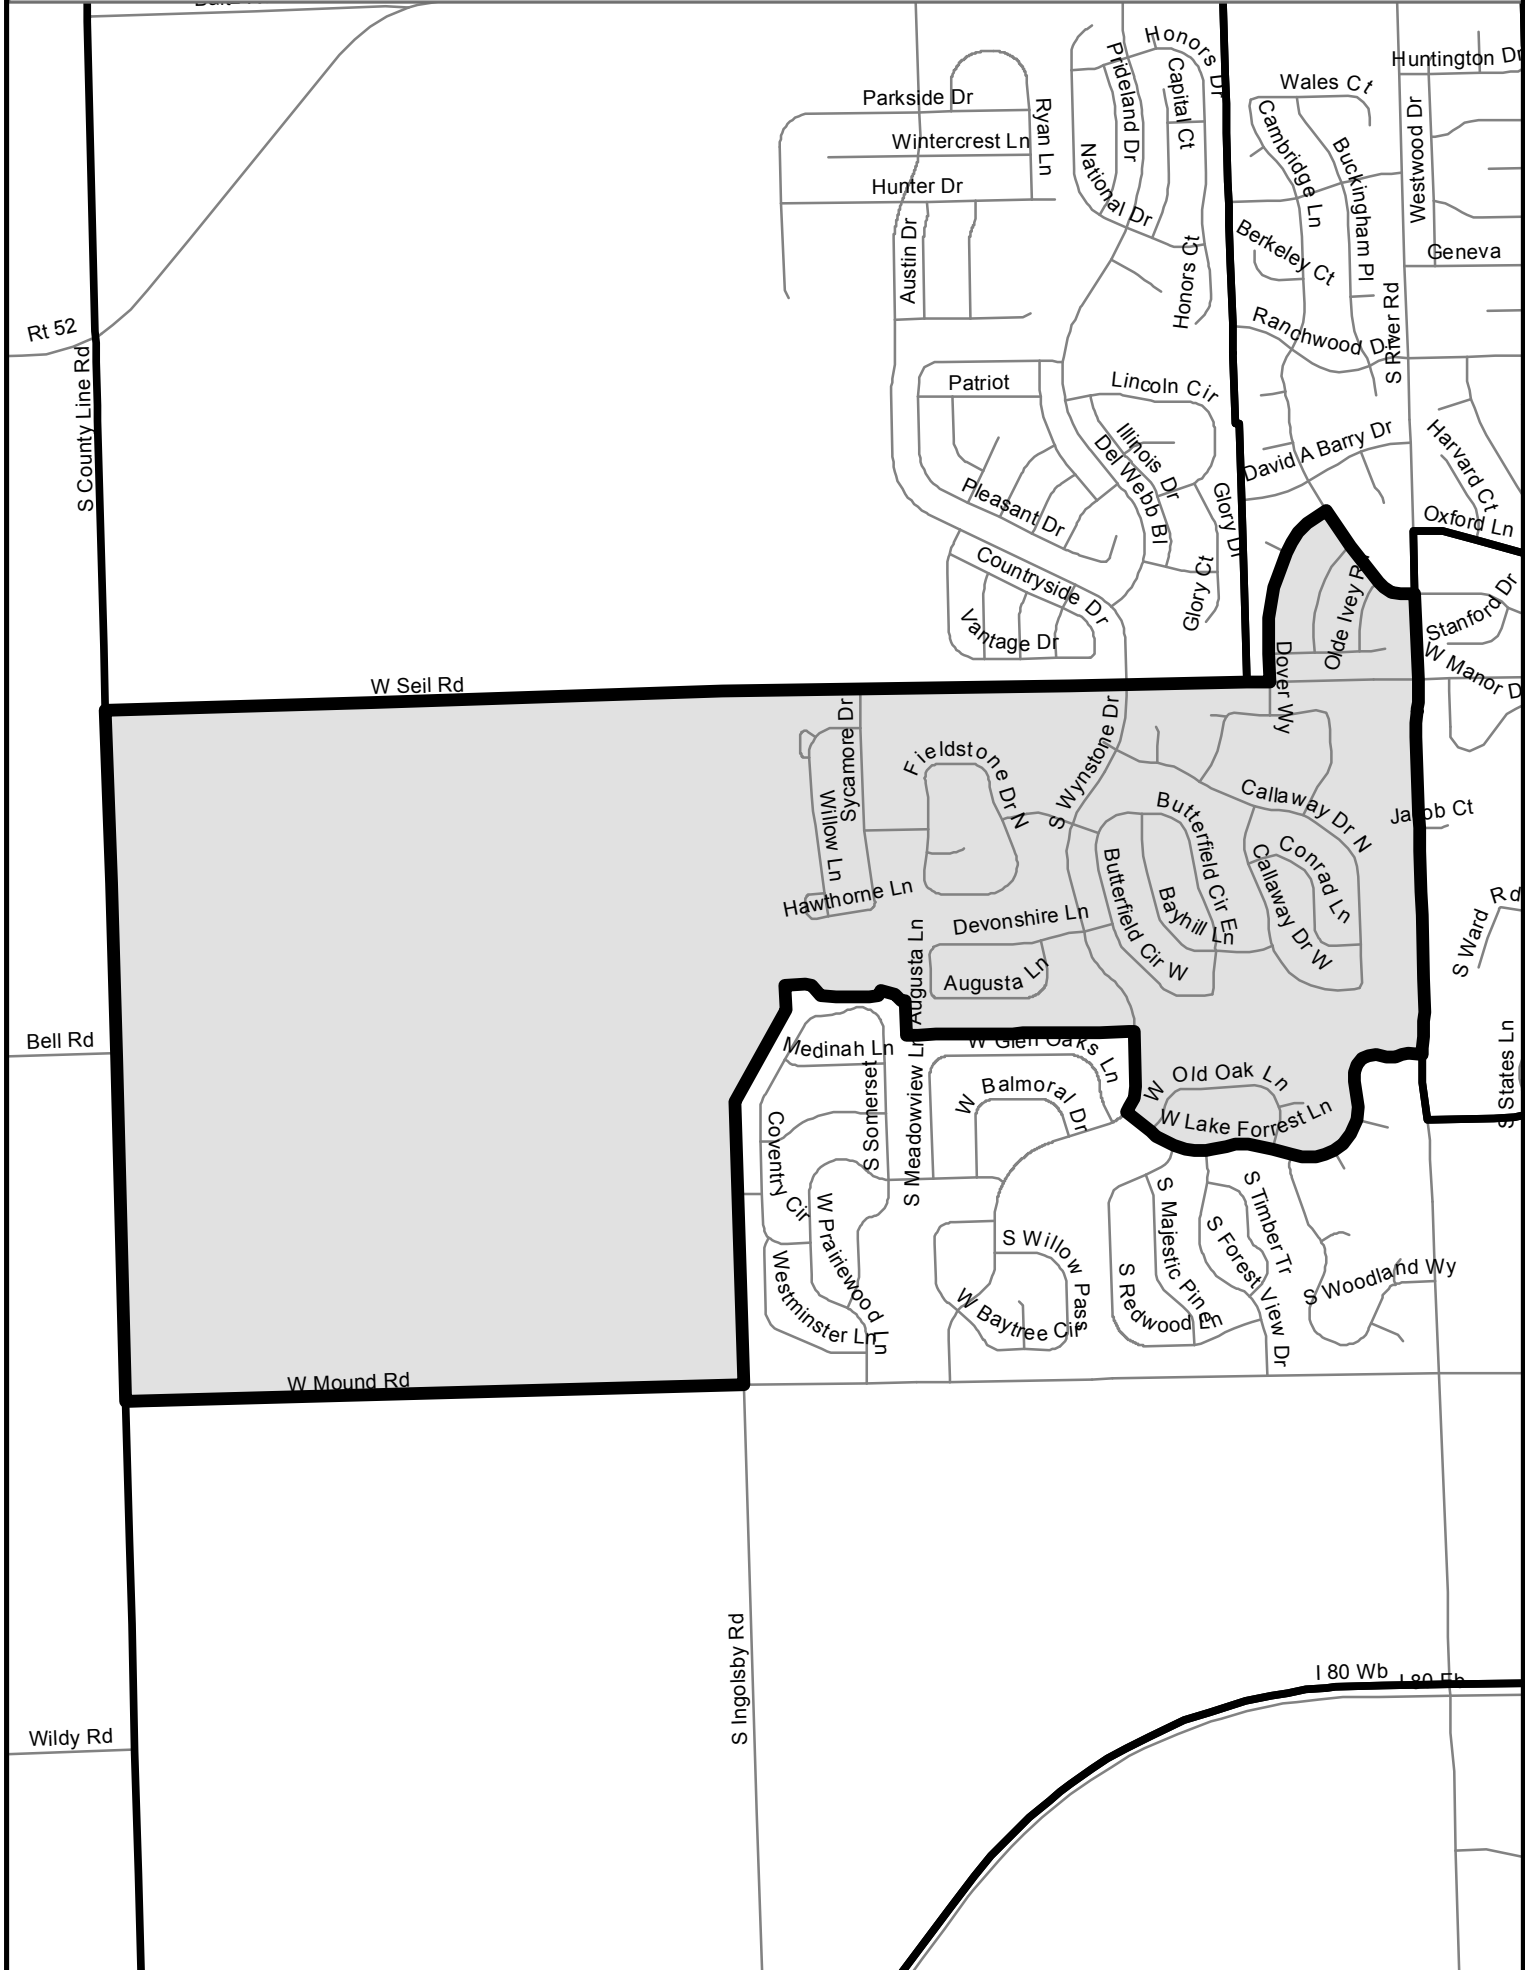 Honors Dr
Huntington Dr
Prideland Dr
Capital Ct
Wales Ct
Parkside Dr
Ryan Ln
Cambridge Ln
Westwood Dr
Wintercrest Ln
National Dr
Buckingham Pl
Hunter Dr
Austin Dr
Berkeley Ct
Geneva
Honors Ct
Rt 52
Ranchwood Dr
S River Rd
S County Line Rd
Patriot
Lincoln Cir
Illinois Dr
David A Barry Dr
Harvard Ct
Del Webb Bl
Pleasant Dr
Glory Dr
Oxford Ln
Countryside Dr
Glory Ct
Olde Ivey Rd
Stanford Dr
Vantage Dr
W Manor D
W Seil Rd
Dover Wy
Sycamore Dr
S Wynstone Dr
Fieldstone Dr N
Willow Ln
Butterfield Cir E
Callaway Dr N
Jacob Ct
Conrad Ln
Butterfield Cir W
Callaway Dr W
Hawthorne Ln
Bayhill Ln
Rd
Devonshire Ln
S Ward
Augusta Ln
Augusta Ln
Bell Rd
Medinah Ln
W Glen Oaks Ln
W Old Oak Ln
S States Ln
S Somerset
S Meadowview Ln
W Balmoral Dr
W Lake Forrest Ln
Coventry Cir
W Prairiewood Ln
S Majestic Pine
S Timber Tr
S Forest View Dr
S Willow Pass
Westminster Ln
S Redwood Ln
S Woodland Wy
W Baytree Cir
W Mound Rd
S Ingolsby Rd
I 80 Wb
I 80 Eb
Wildy Rd